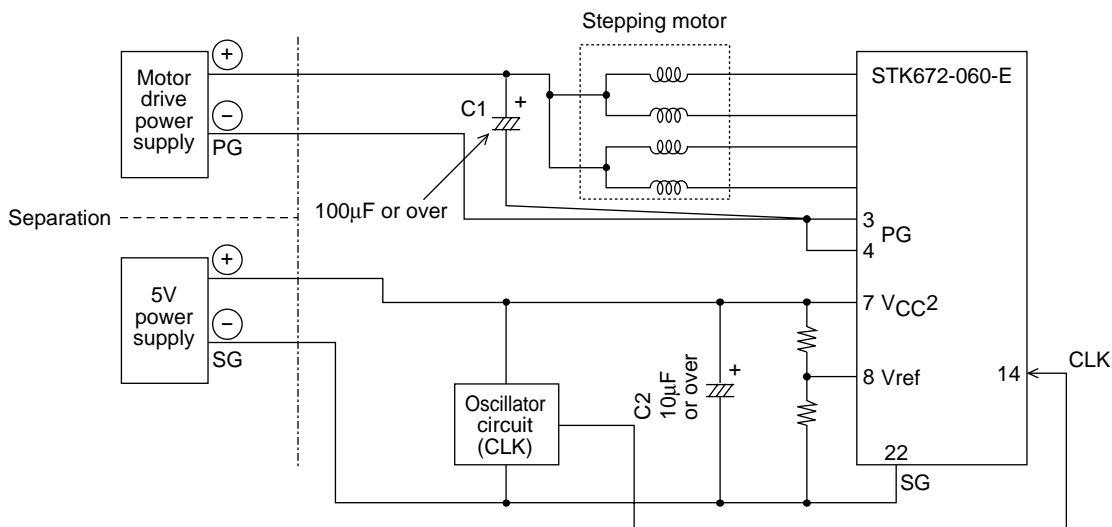 Stepping motor
Motor
drive
power
supply
+
−
PG
C1
+
100μF or over
STK672-060-E
3
PG
4
Separation
5V
power
supply
+
−
SG
7 VCC2
8 Vref
14
CLK
Oscillator
circuit
(CLK)
C2
10μF
or over
+
22
SG